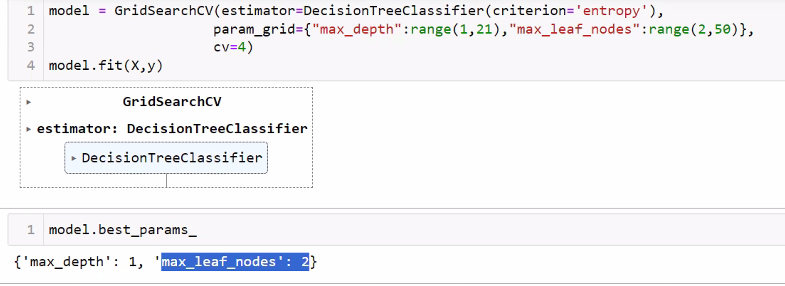 1 model = GridSearchCV(estimator=DecisionTreeClassifier(criterion='entropy'),
2 param_grid={"max_depth":range(1,21),"max_leaf_nodes":range(2,50)},
3 cv=4)
4 model.fit(X,y)
GridSearchCV
estimator: DecisionTreeClassifier
DecisionTreeClassifier
1 model.best_params_
{'max_depth': 1, 'max_leaf_nodes': 2}